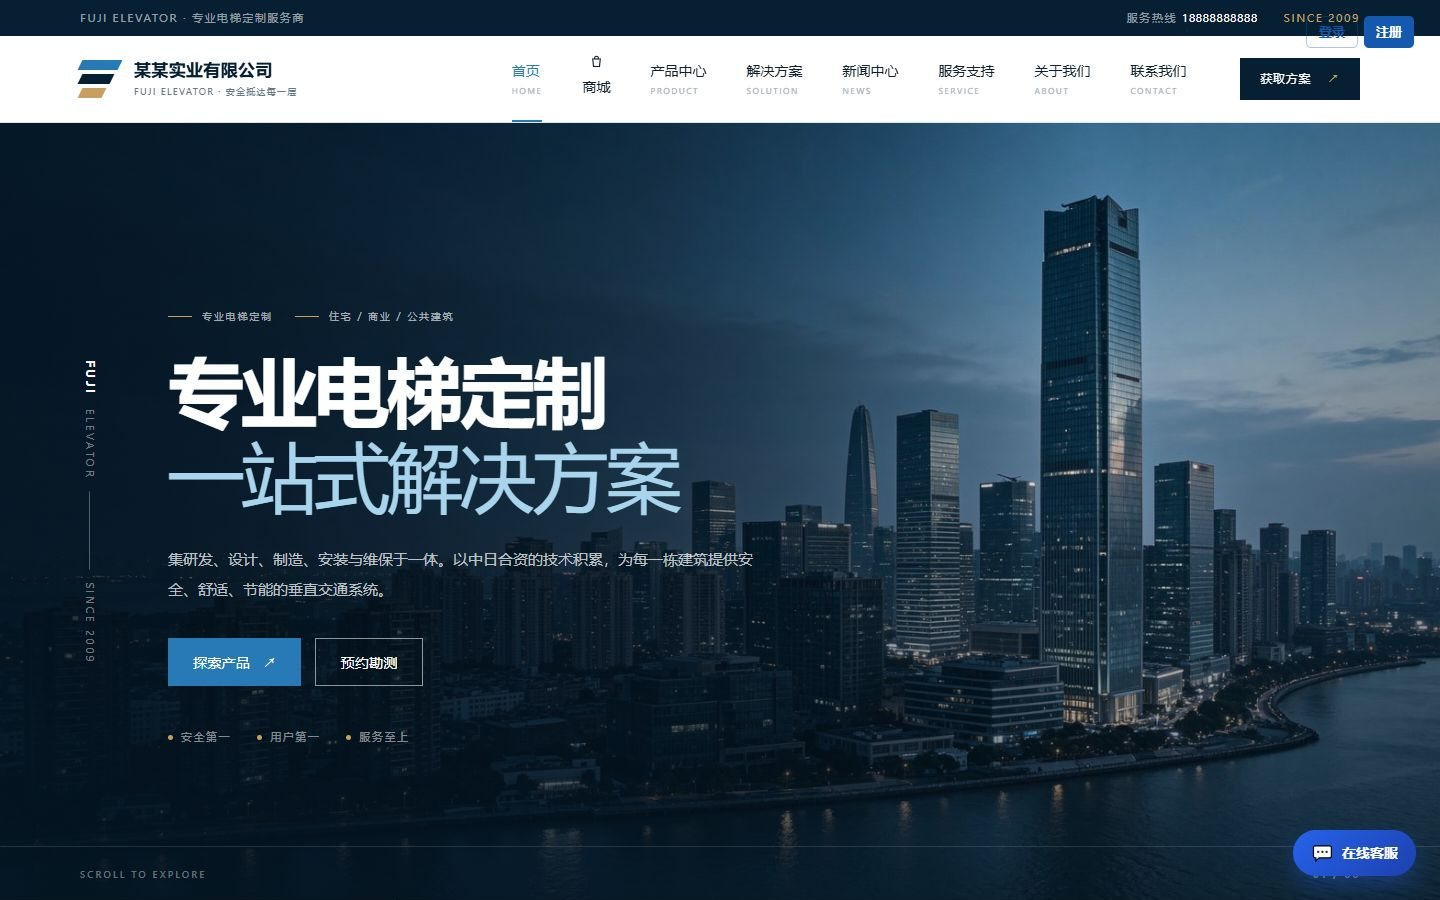 FUJI ELEVATOR · 专业电梯定制服务商
服务热线 18888888888
SINCE 2009
登录
注册
某某实业有限公司
FUJI ELEVATOR · 安全抵达每一层
首页
HOME
商城
产品中心
PRODUCT
解决方案
SOLUTION
新闻中心
NEWS
服务支持
SERVICE
关于我们
ABOUT
联系我们
CONTACT
获取方案 ↗
专业电梯定制
住宅 / 商业 / 公共建筑
专业电梯定制
一站式解决方案
FUJI ELEVATOR
SINCE 2009
集研发、设计、制造、安装与维保于一体。以中日合资的技术积累，为每一栋建筑提供安
全、舒适、节能的垂直交通系统。
探索产品 ↗
预约勘测
安全第一
用户第一
服务至上
SCROLL TO EXPLORE
在线客服